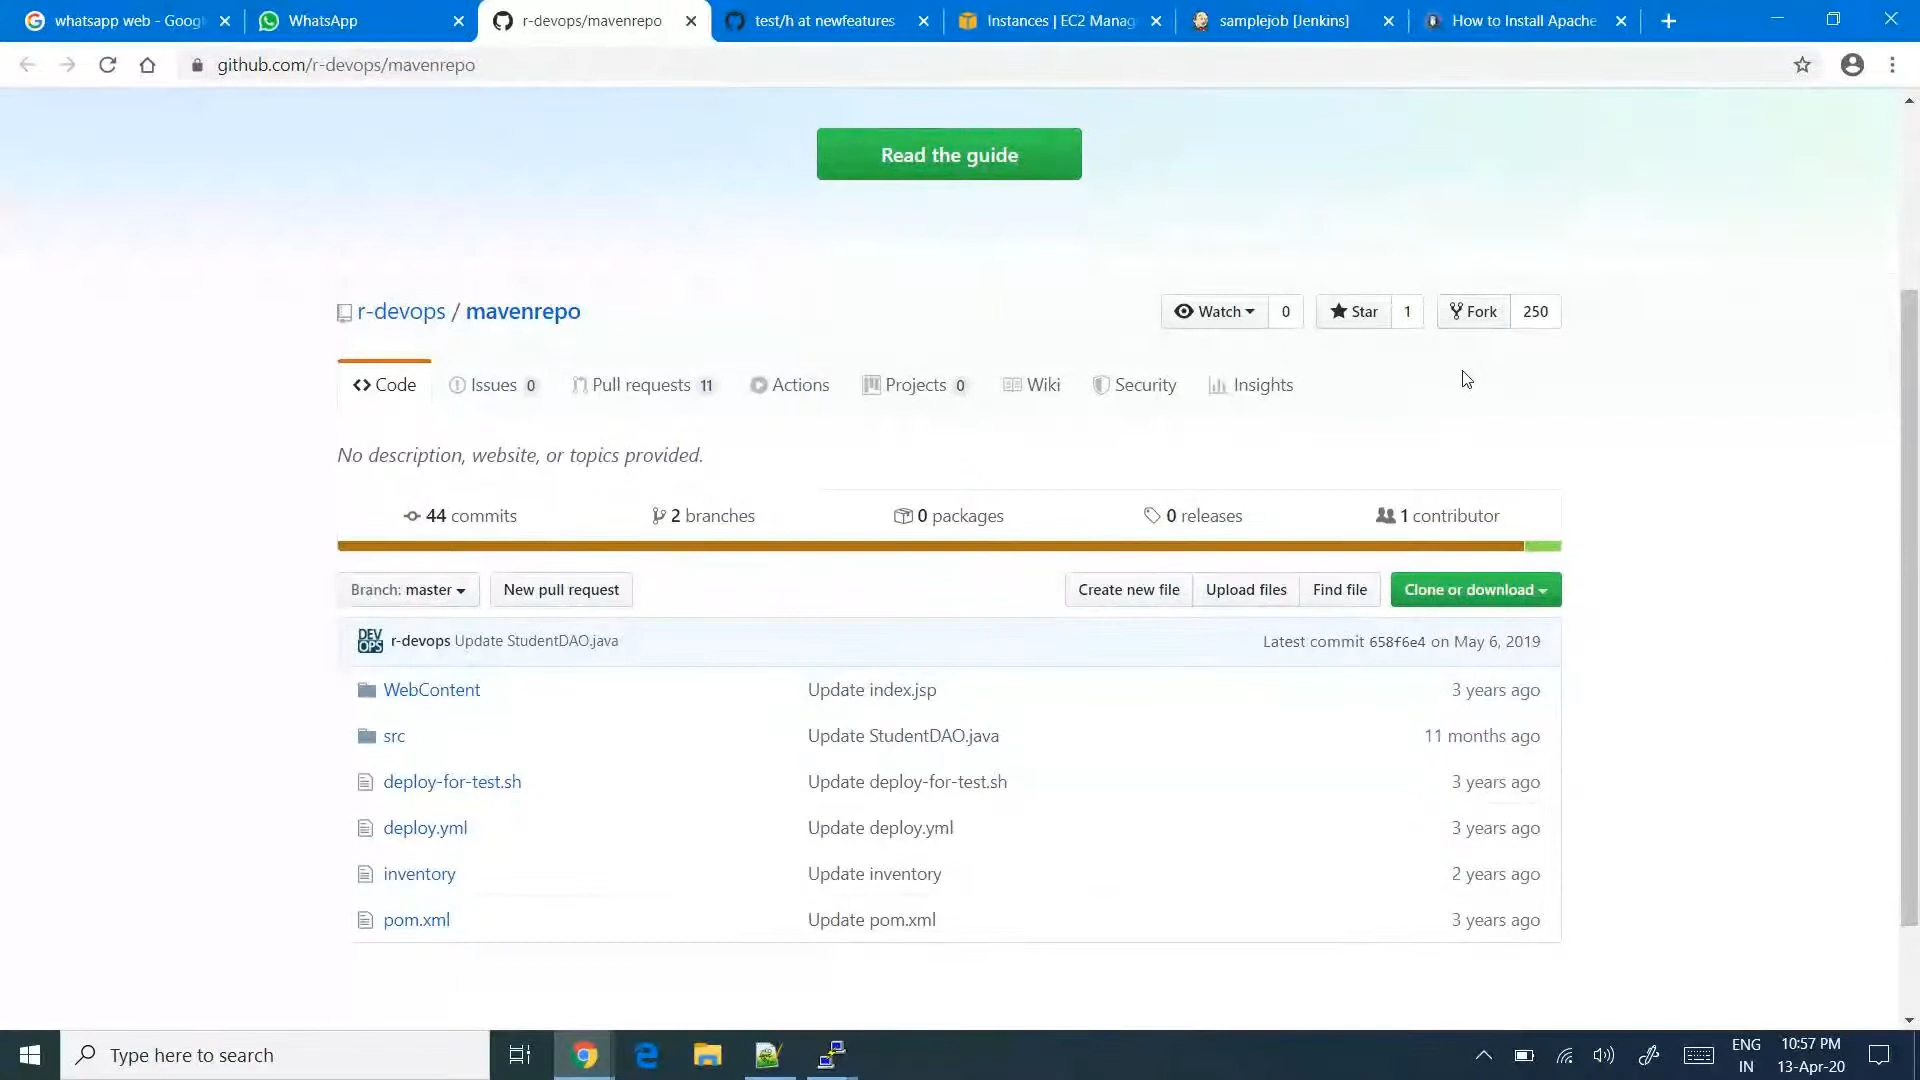 whatsapp web - Goog
WhatsApp
r-devops/mavenrepo
test/h at newfeatures
Instances | EC2 Manag
samplejob [Jenkins]
How to Install Apache
github.com/r-devops/mavenrepo
Read the guide
r-devops / mavenrepo
Watch 0
Star 1
Fork 250
Code
Issues 0
Pull requests 11
Actions
Projects 0
Wiki
Security
Insights
No description, website, or topics provided.
44 commits
2 branches
0 packages
0 releases
1 contributor
Branch: master
New pull request
Create new file
Upload files
Find file
Clone or download
DEV
OPS
r-devops Update StudentDAO.java
Latest commit 658f6e4 on May 6, 2019
WebContent Update index.jsp 3 years ago
src Update StudentDAO.java 11 months ago
deploy-for-test.sh Update deploy-for-test.sh 3 years ago
deploy.yml Update deploy.yml 3 years ago
inventory Update inventory 2 years ago
pom.xml Update pom.xml 3 years ago
Type here to search
ENG
IN
10:57 PM
13-Apr-20